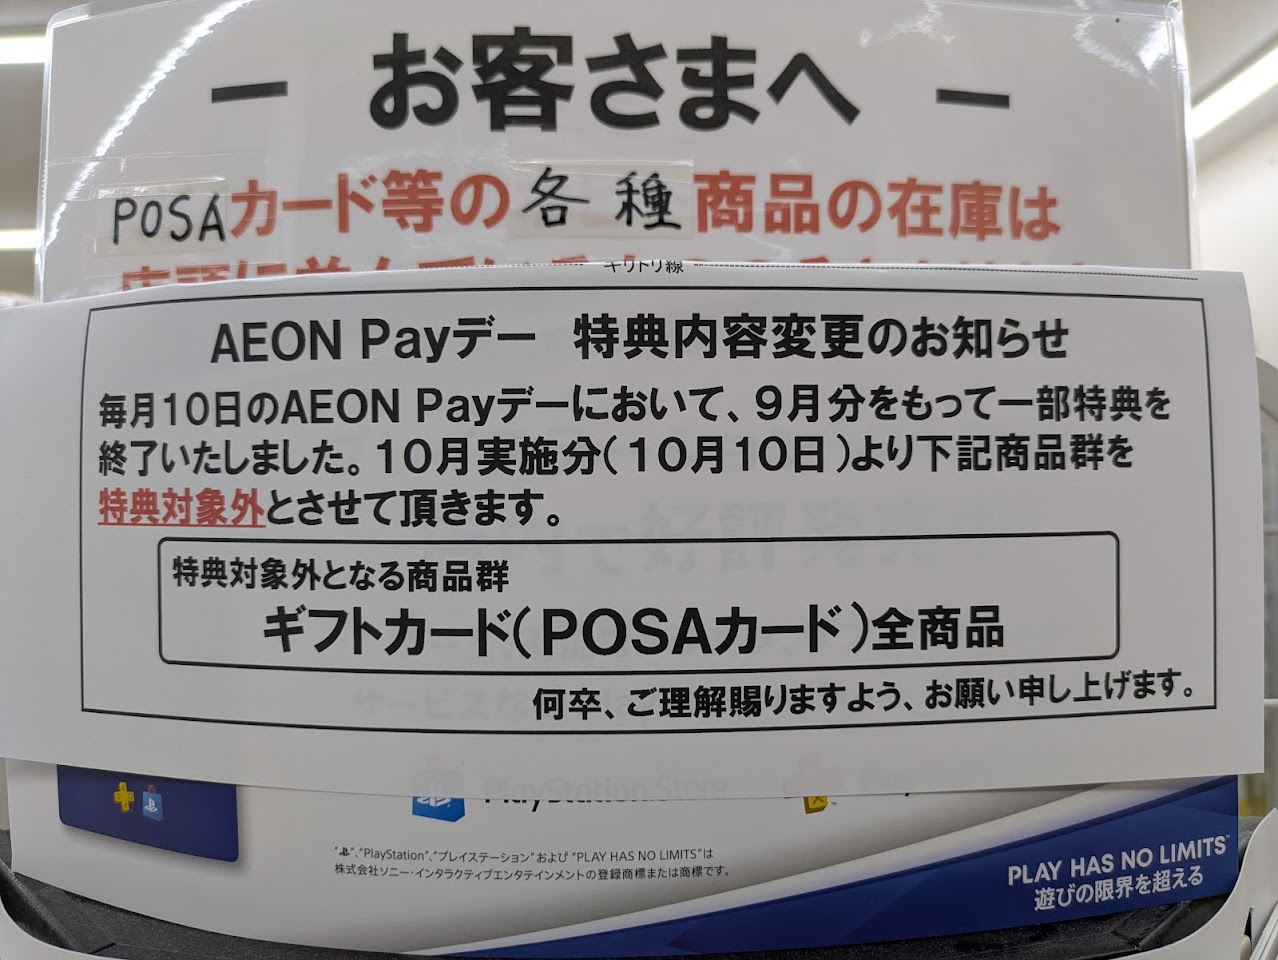 ー お客さまへ ー
POSAカード等の各種商品の在庫は
キリトリ線
AEON Payデー 特典内容変更のお知らせ
毎月10日のAEON Payデーにおいて、9月分をもって一部特典を
終了いたしました。10月実施分(10月10日)より下記商品群を
特典対象外とさせて頂きます。
特典対象外となる商品群
ギフトカード(POSAカード)全商品
何卒、ご理解賜りますよう、お願い申し上げます。
PlayStation Store
"","PlayStation"、"プレイステーション"および "PLAY HAS NO LIMITS"は
株式会社ソニー・インタラクティブエンタテインメントの登録商標または商標です。
PLAY HAS NO LIMITS™
遊びの限界を超える